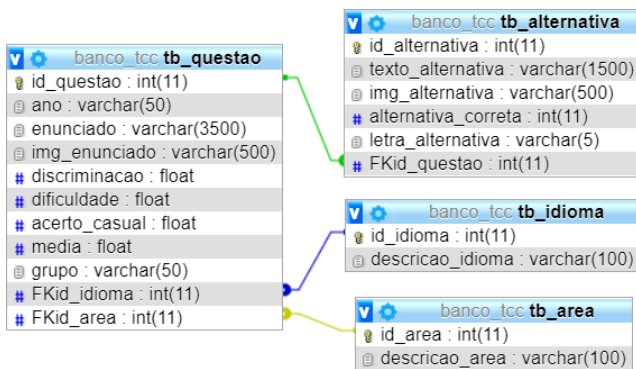 banco_tcc tb_questao
id_questao : int(11)
ano : varchar(50)
enunciado : varchar(3500)
img_enunciado : varchar(500)
discriminacao : float
dificuldade : float
acerto_casual : float
media : float
grupo : varchar(50)
FKid_idioma : int(11)
FKid_area : int(11)
banco_tcc tb_alternativa
id_alternativa : int(11)
texto_alternativa : varchar(1500)
img_alternativa : varchar(500)
alternativa_correta : int(11)
letra_alternativa : varchar(5)
FKid_questao : int(11)
banco_tcc tb_idioma
id_idioma : int(11)
descricao_idioma : varchar(100)
banco_tcc tb_area
id_area : int(11)
descricao_area : varchar(100)